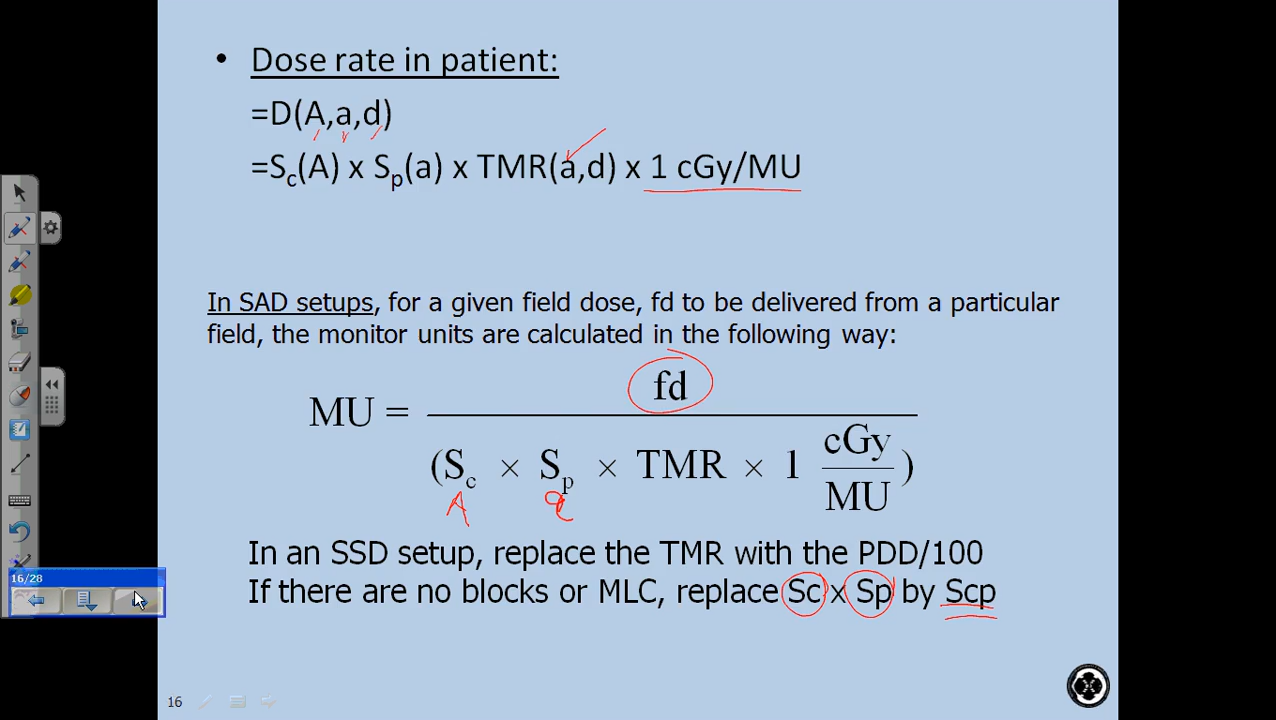 • Dose rate in patient:
=D(A,a,d)
=Sc(A) x Sp(a) x TMR(a,d) x 1 cGy/MU
In SAD setups, for a given field dose, fd to be delivered from a particular
field, the monitor units are calculated in the following way:
fd
MU =
(Sc × Sp × TMR × 1 cGy/MU)
A a
In an SSD setup, replace the TMR with the PDD/100
16/28
If there are no blocks or MLC, replace Sc x Sp by Scp
16